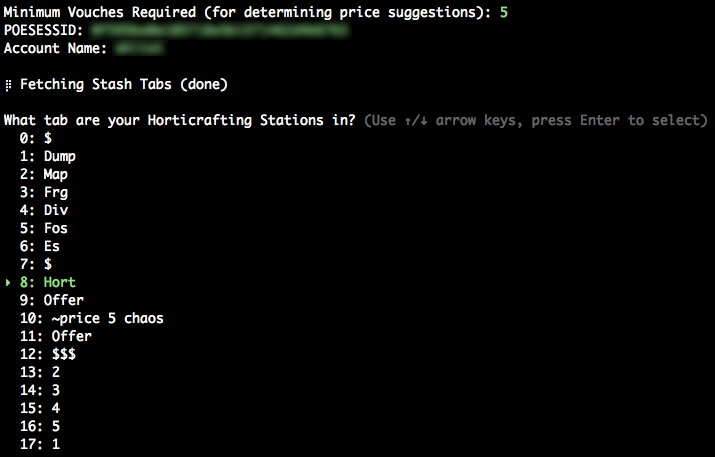 Minimum Vouches Required (for determining price suggestions): 5
POESESSID:
Account Name:
⣻ Fetching Stash Tabs (done)
What tab are your Horticrafting Stations in? (Use ↑/↓ arrow keys, press Enter to select)
0: $
1: Dump
2: Map
3: Frg
4: Div
5: Fos
6: Es
7: $
▸ 8: Hort
9: Offer
10: ~price 5 chaos
11: Offer
12: $$$
13: 2
14: 3
15: 4
16: 5
17: 1